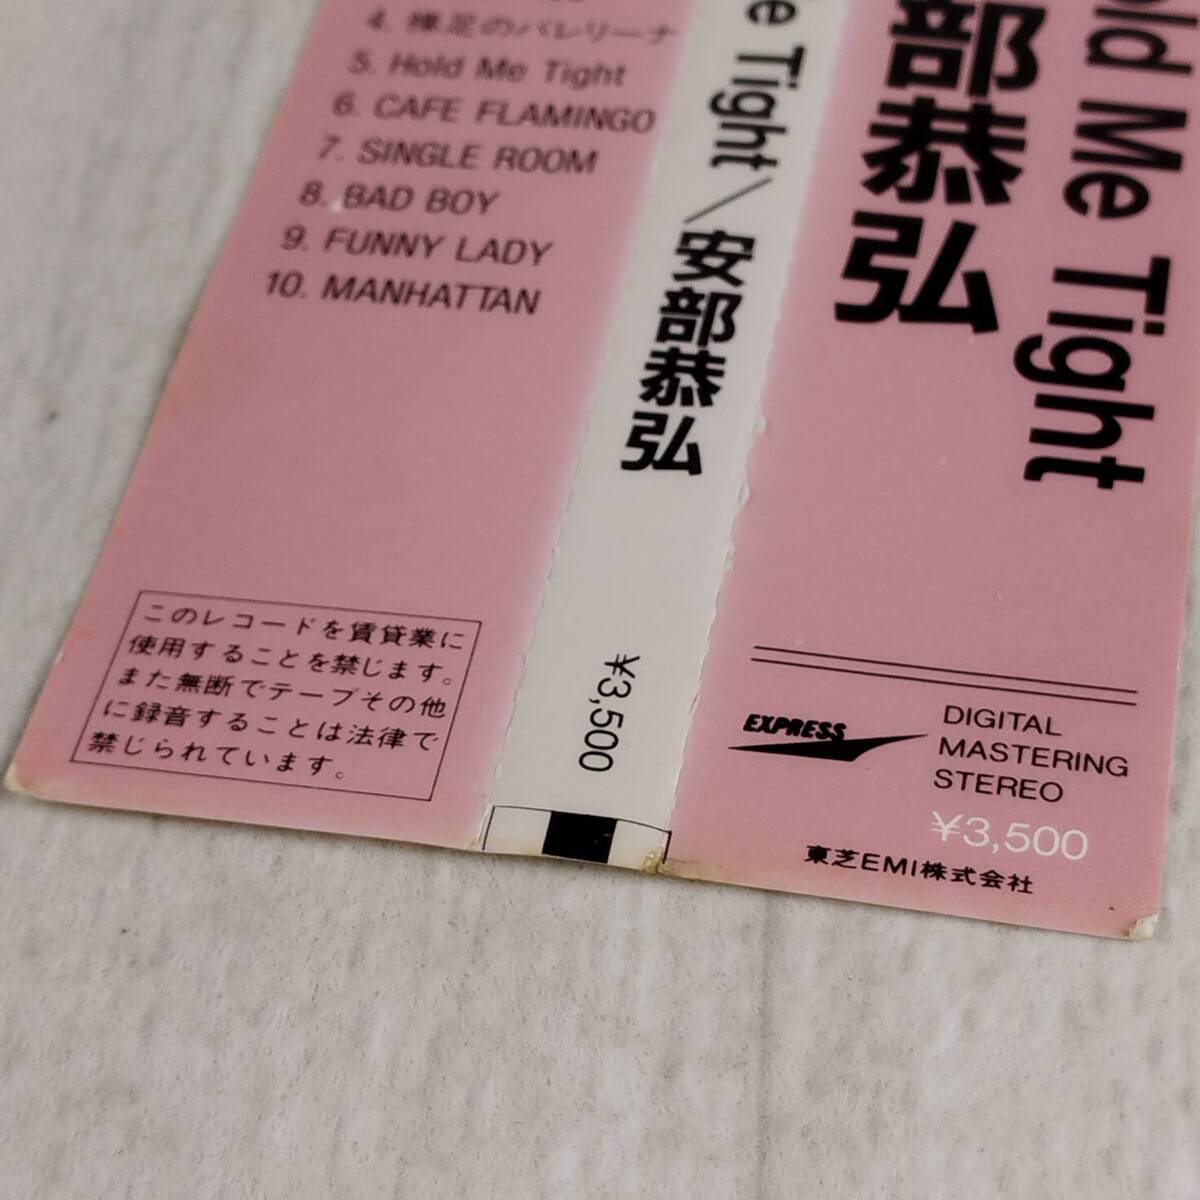 4. 裸足のバレリーナ
5. Hold Me Tight
6. CAFE FLAMINGO
7. SINGLE ROOM
8. BAD BOY
9. FUNNY LADY
10. MANHATTAN
このレコードを賃貸業に
使用することを禁じます。
また無断でテープその他
に録音することは法律で
禁じられています。
e Tight/安部恭弘
¥3,500
old Me Tight
部恭弘
EXPRESS
DIGITAL
MASTERING
STEREO
¥3,500
東芝EMI株式会社